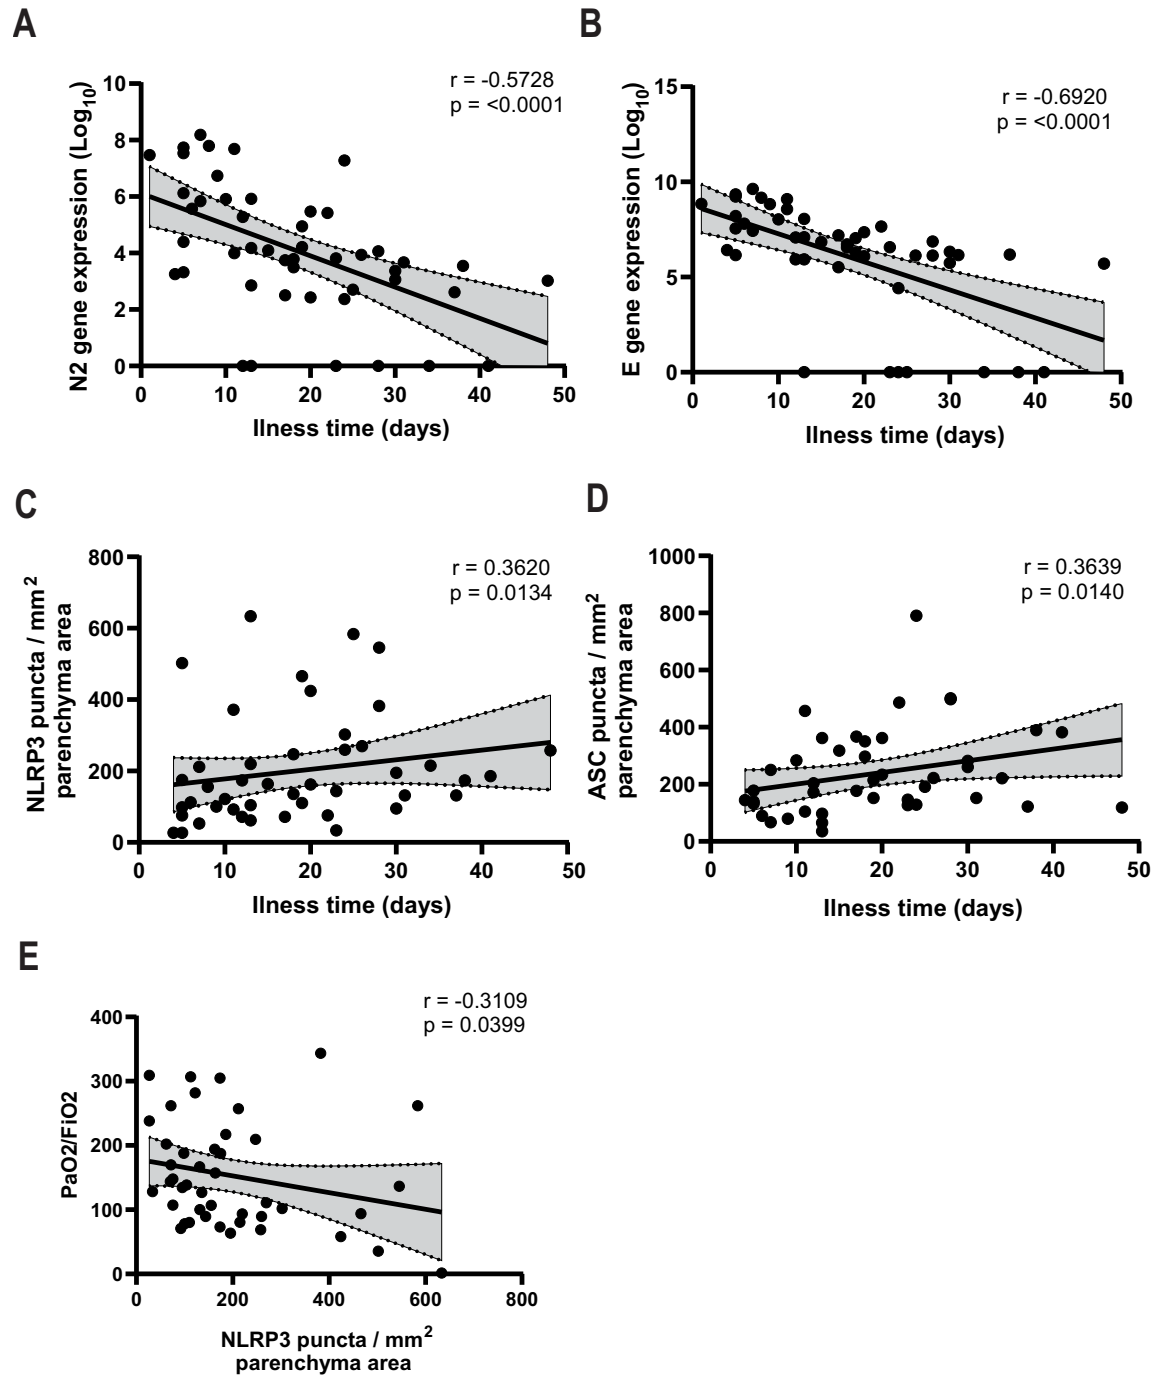 A
r = -0.5728
p = <0.0001
N2 gene expression (Log10)
10
8
6
4
2
0
0 10 20 30 40 50
Ilness time (days)
B
r = -0.6920
p = <0.0001
E gene expression (Log10)
15
10
5
0
0 10 20 30 40 50
Ilness time (days)
C
r = 0.3620
p = 0.0134
NLRP3 puncta / mm2
parenchyma area
800
600
400
200
0
0 10 20 30 40 50
Ilness time (days)
D
r = 0.3639
p = 0.0140
ASC puncta / mm2
parenchyma area
1000
800
600
400
200
0
0 10 20 30 40 50
Ilness time (days)
E
r = -0.3109
p = 0.0399
PaO2/FiO2
400
300
200
100
0
0 200 400 600 800
NLRP3 puncta / mm2
parenchyma area